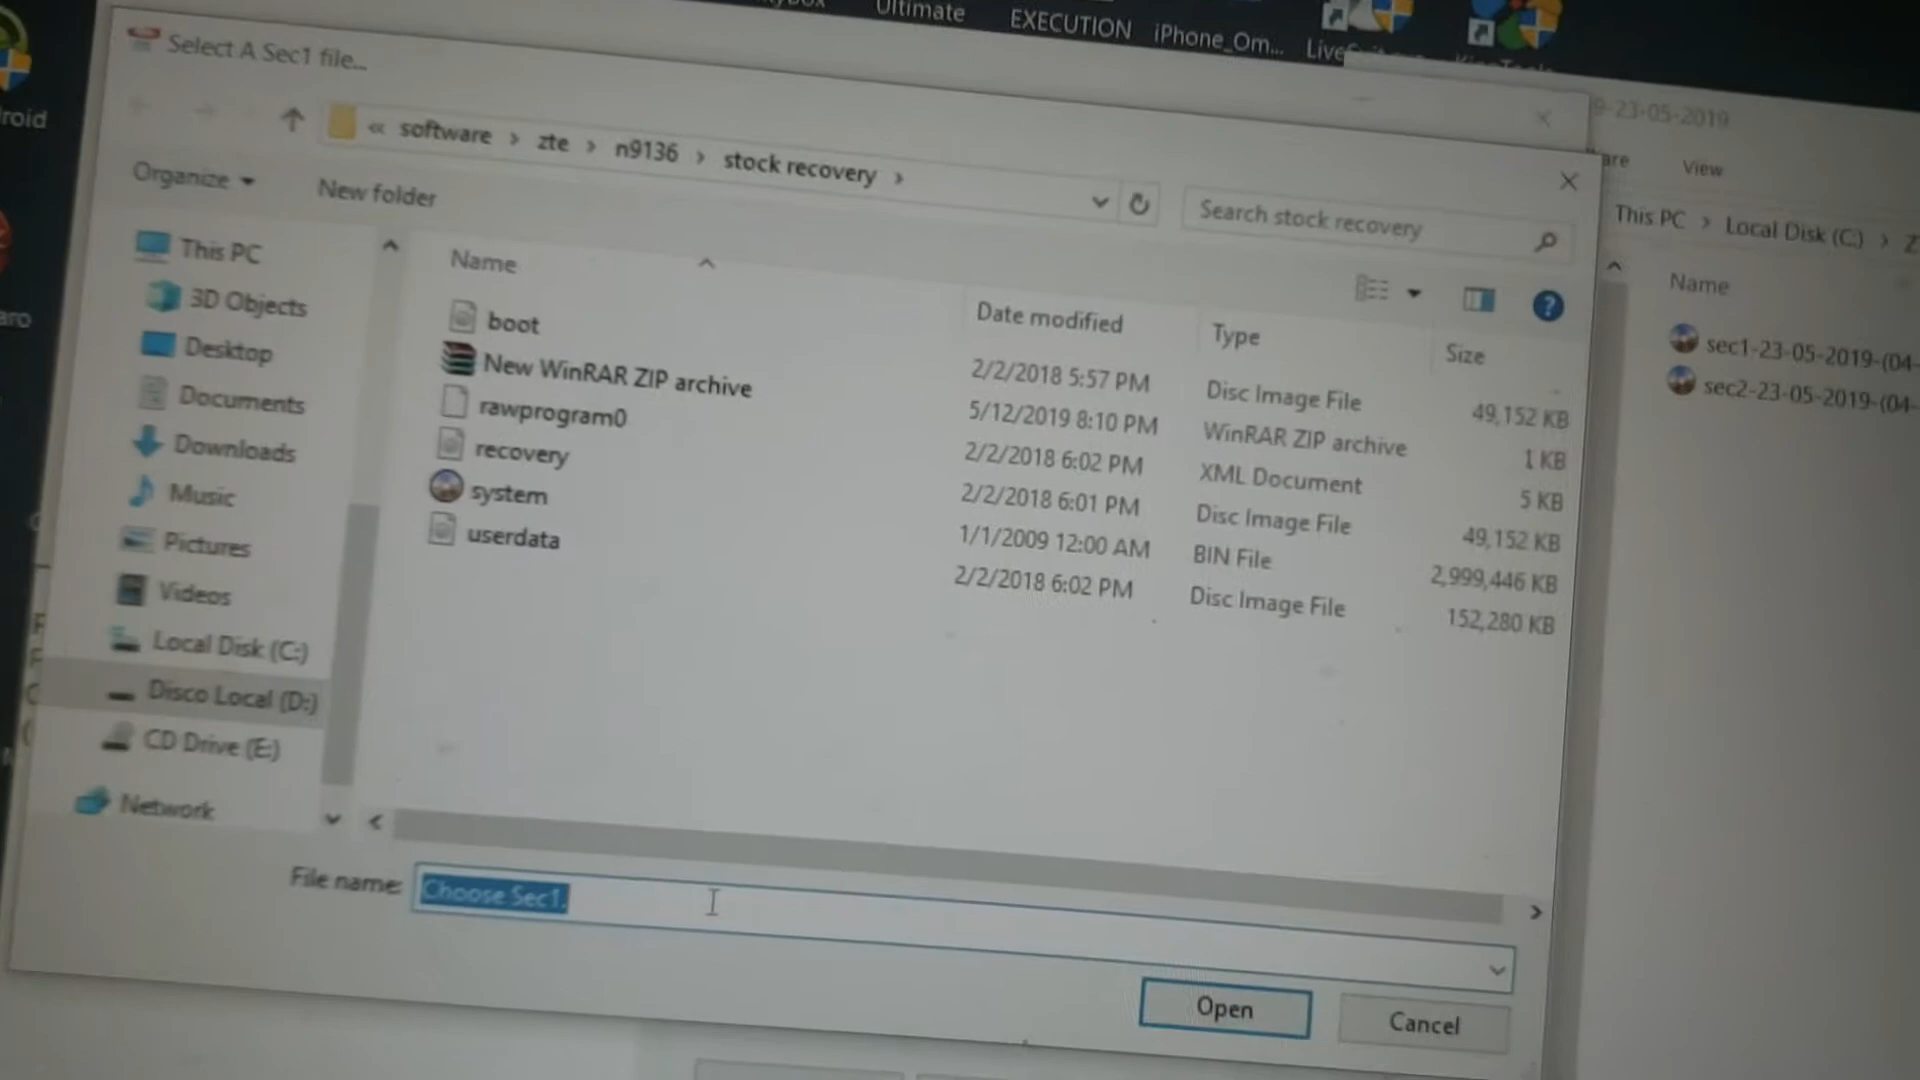 Ultimate
EXECUTION
iPhone_Om...
roid
Select A Sec1 file...
« software > zte > n9136 > stock recovery >
Search stock recovery
Organize
New folder
This PC
3D Objects
Desktop
Documents
Downloads
Music
Pictures
Videos
Local Disk (C:)
Disco Local (D:)
CD Drive (E:)
Network
Name Date modified Type Size
boot 2/2/2018 5:57 PM Disc Image File 49,152 KB
New WinRAR ZIP archive 5/12/2019 8:10 PM WinRAR ZIP archive 1 KB
rawprogram0 2/2/2018 6:02 PM XML Document 5 KB
recovery 2/2/2018 6:01 PM Disc Image File 49,152 KB
system 1/1/2009 12:00 AM BIN File 2,999,446 KB
userdata 2/2/2018 6:02 PM Disc Image File 152,280 KB
File name: Choose Sec1.
Open
Cancel
9-23-05-2019
are View
This PC > Local Disk (C:) > Z
Name
sec1-23-05-2019-(04-
sec2-23-05-2019-(04-